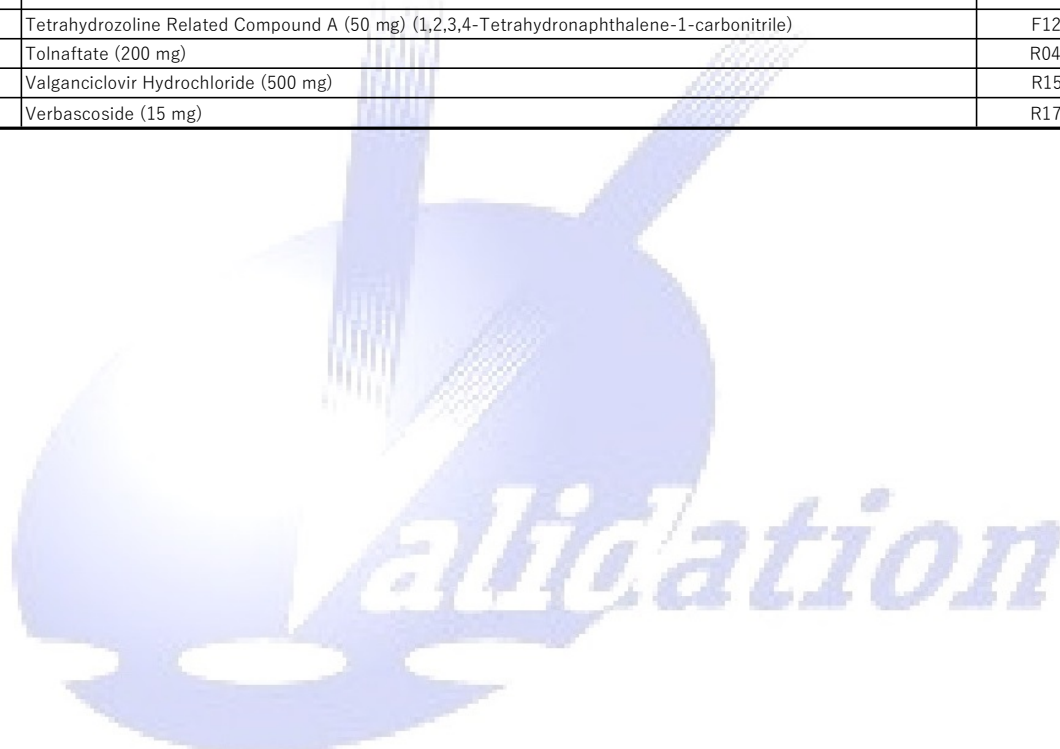 Tetrahydrozoline Related Compound A (50 mg) (1,2,3,4-Tetrahydronaphthalene-1-carbonitrile) F12
Tolnaftate (200 mg) R04
Valganciclovir Hydrochloride (500 mg) R15
Verbascoside (15 mg) R17
Validation